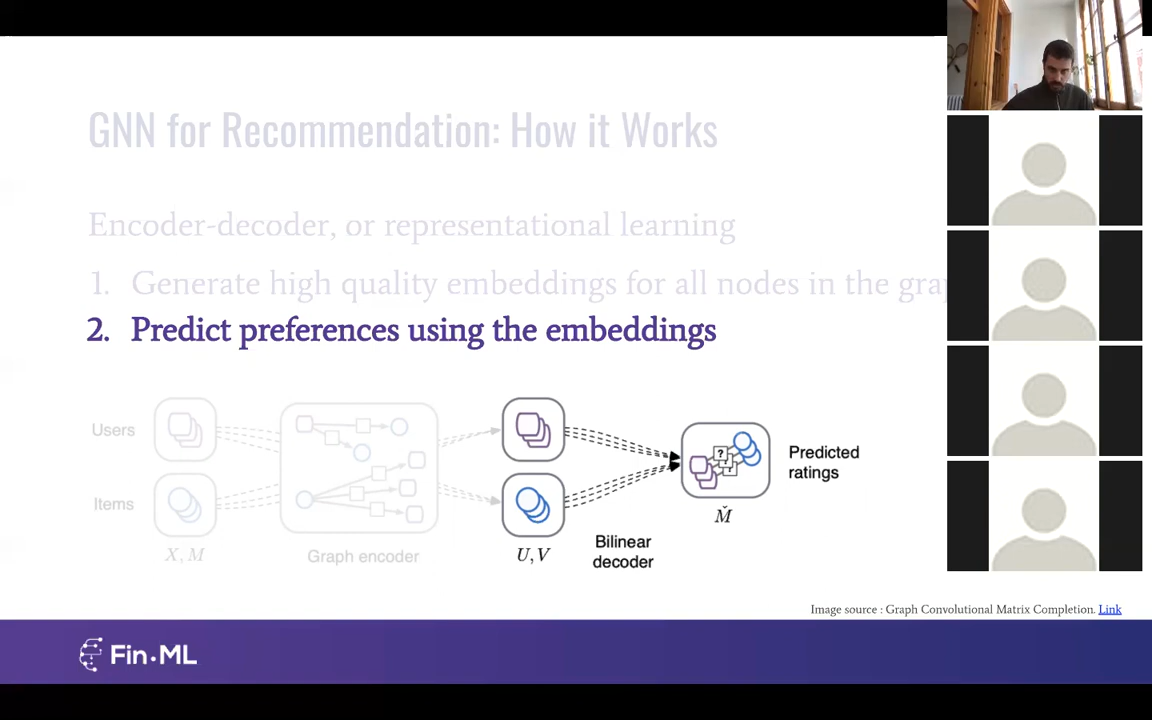 GNN for Recommendation: How it Works
Encoder-decoder, or representational learning
1. Generate high quality embeddings for all nodes in the
2. Predict preferences using the embeddings
Users
Items
X, M
Graph encoder
U, V
Bilinear
decoder
? ? ?
M̌
Predicted
ratings
Image source : Graph Convolutional Matrix Completion. Link
Fin·ML